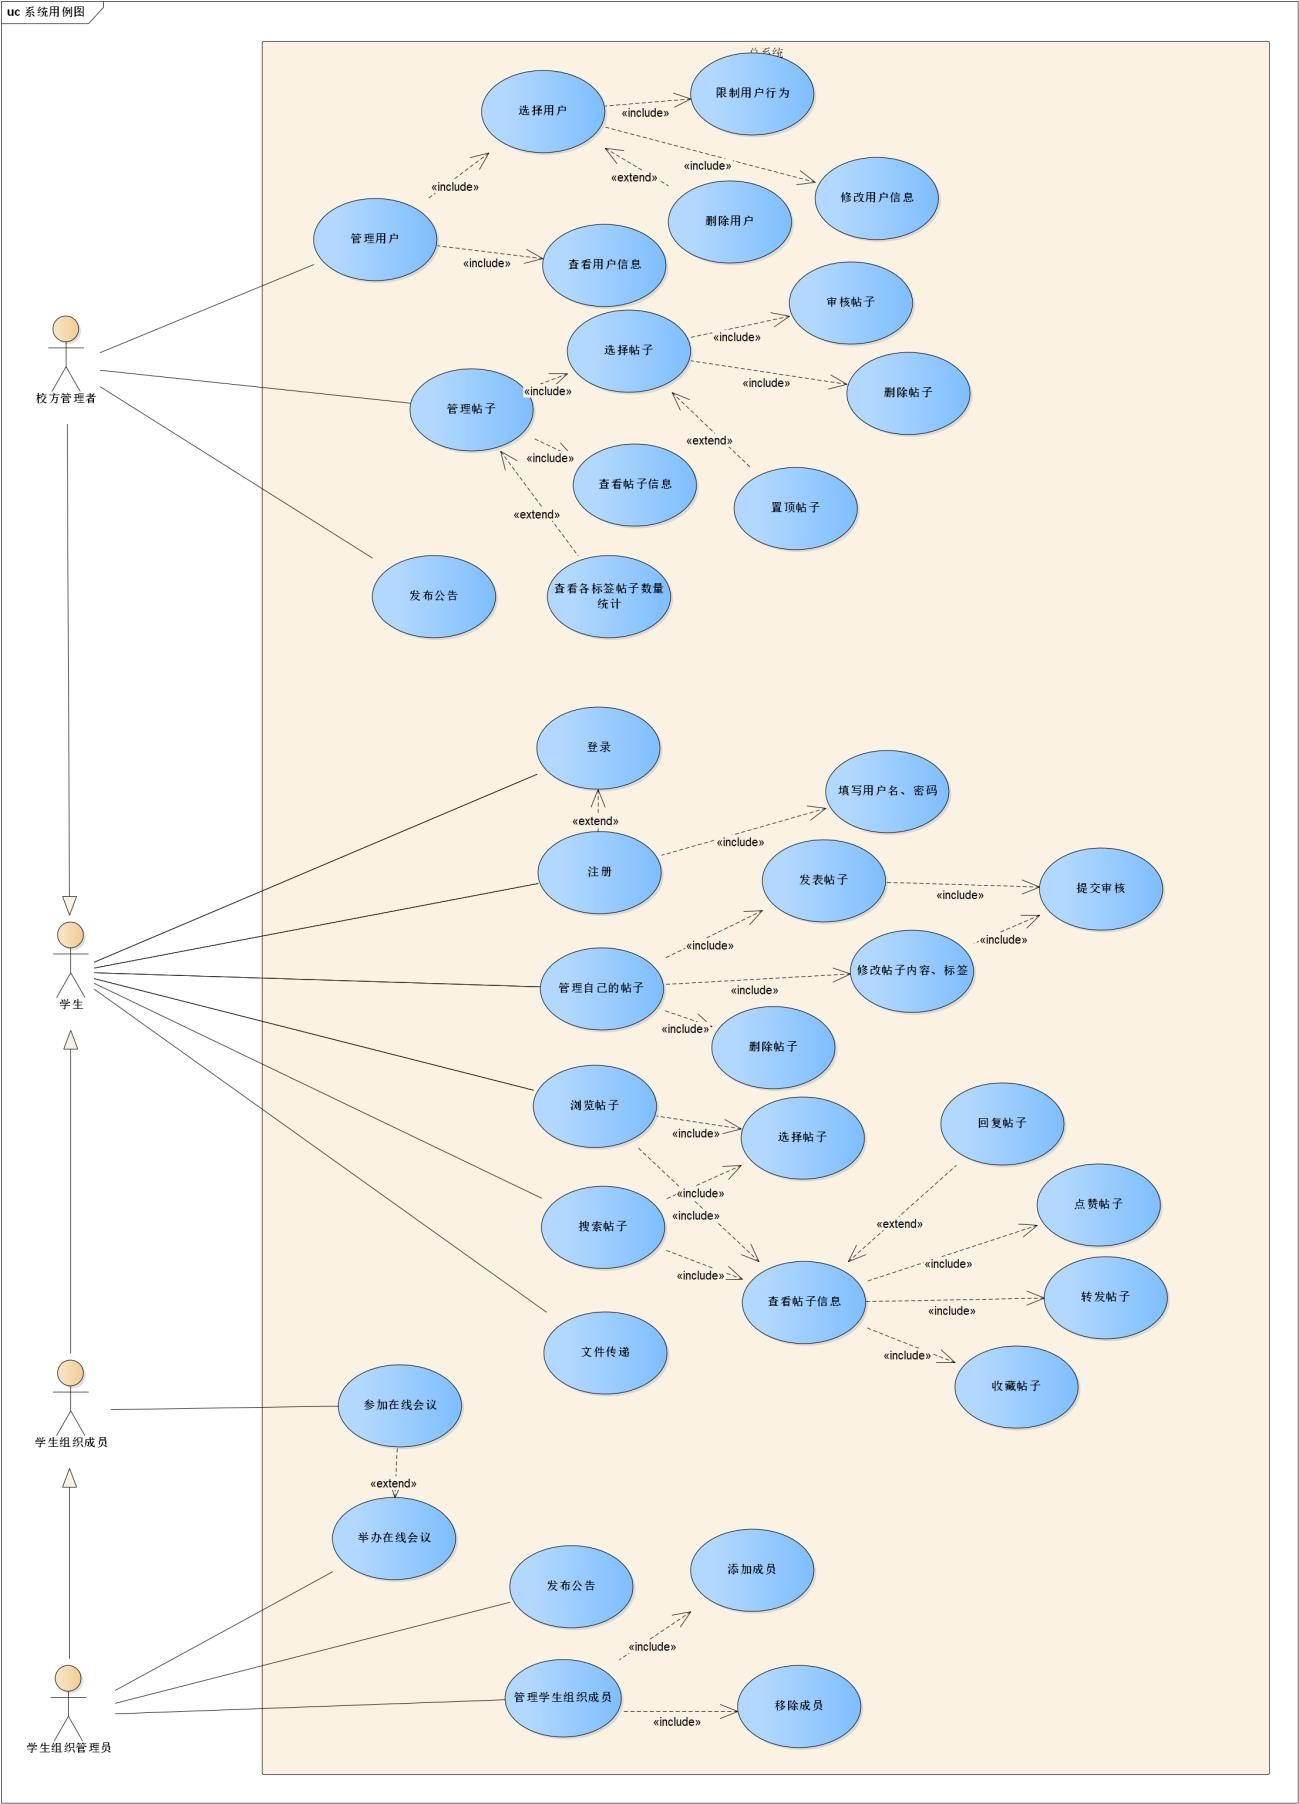 uc 系统用例图
总系统
限制用户行为
选择用户
«include»
«include»
«extend»
«include»
修改用户信息
删除用户
管理用户
«include»
查看用户信息
审核帖子
«include»
选择帖子
«include»
«include»
删除帖子
校方管理者
管理帖子
«extend»
«include»
查看帖子信息
置顶帖子
«extend»
查看各标签帖子数量
统计
发布公告
登录
填写用户名、密码
«extend»
«include»
注册
发表帖子
提交审核
«include»
«include»
«include»
修改帖子内容、标签
管理自己的帖子
«include»
学生
«include»
删除帖子
浏览帖子
回复帖子
«include»
选择帖子
«include»
点赞帖子
«include»
搜索帖子
«extend»
«include»
«include»
查看帖子信息
转发帖子
«include»
文件传递
«include»
收藏帖子
参加在线会议
学生组织成员
«extend»
举办在线会议
添加成员
发布公告
«include»
管理学生组织成员
移除成员
«include»
学生组织管理员